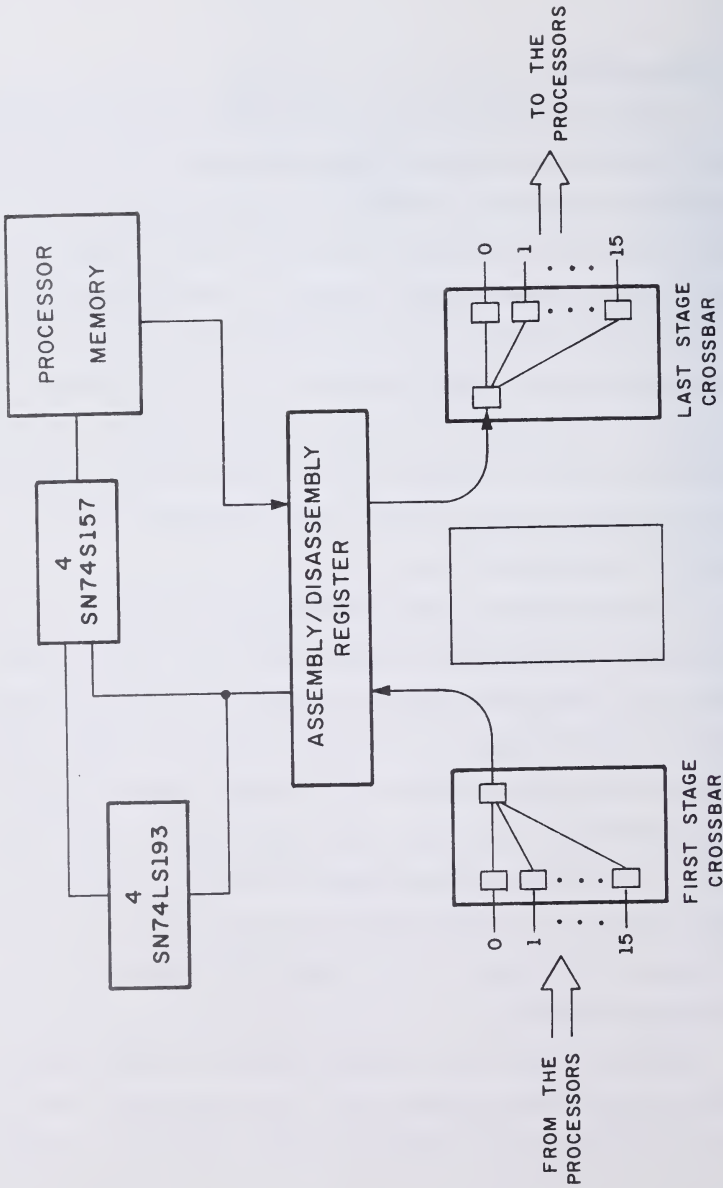 PROCESSOR
MEMORY
4
SN74S157
4
SN74LS193
ASSEMBLY/DISASSEMBLY
REGISTER
0
1
15
FROM THE
PROCESSORS
FIRST STAGE
CROSSBAR
0
1
15
TO THE
PROCESSORS
LAST STAGE
CROSSBAR